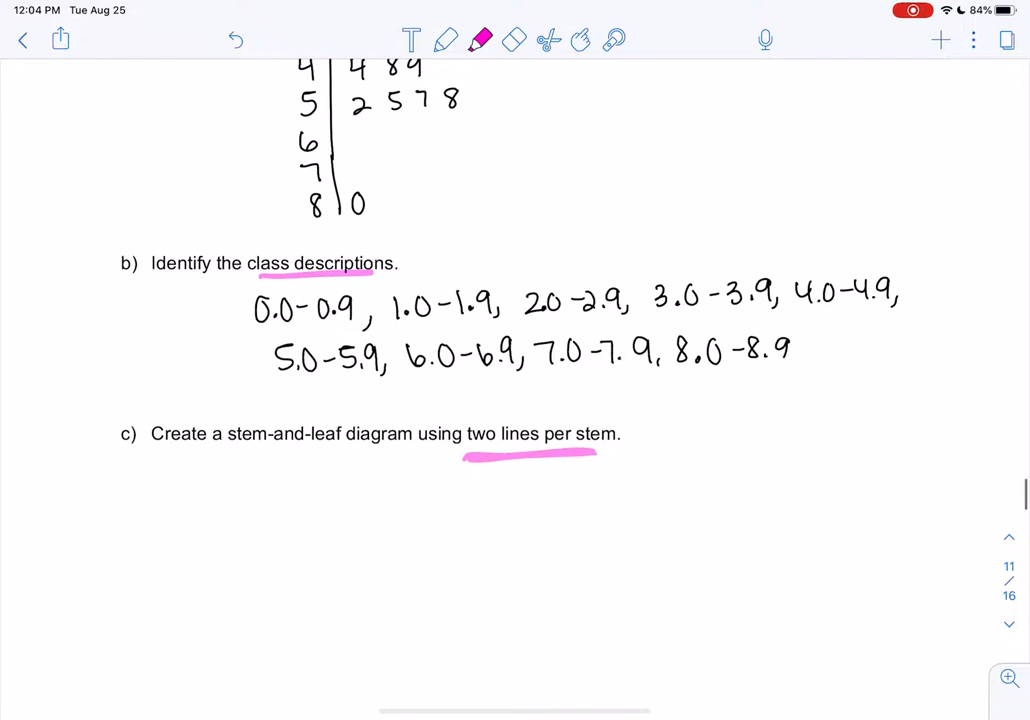 12:04 PM Tue Aug 25 84%
4 | 4 8 9
5 | 2 5 7 8
6 |
7 |
8 | 0
b) Identify the class descriptions.
0.0-0.9, 1.0-1.9, 2.0-2.9, 3.0-3.9, 4.0-4.9,
5.0-5.9, 6.0-6.9, 7.0-7.9, 8.0-8.9
c) Create a stem-and-leaf diagram using two lines per stem.
11
/
16